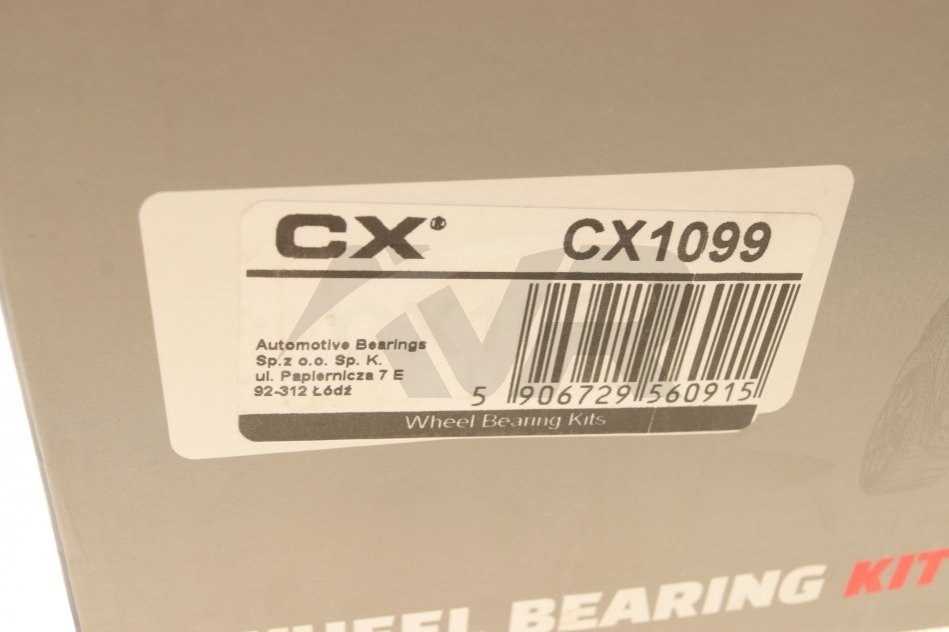 CX®
CX1099
Automotive Bearings
Sp.z o.o. Sp. K.
ul. Papiernicza 7 E
92-312 Łódź
5 906729 560915
Wheel Bearing Kits
WHEEL BEARING KIT